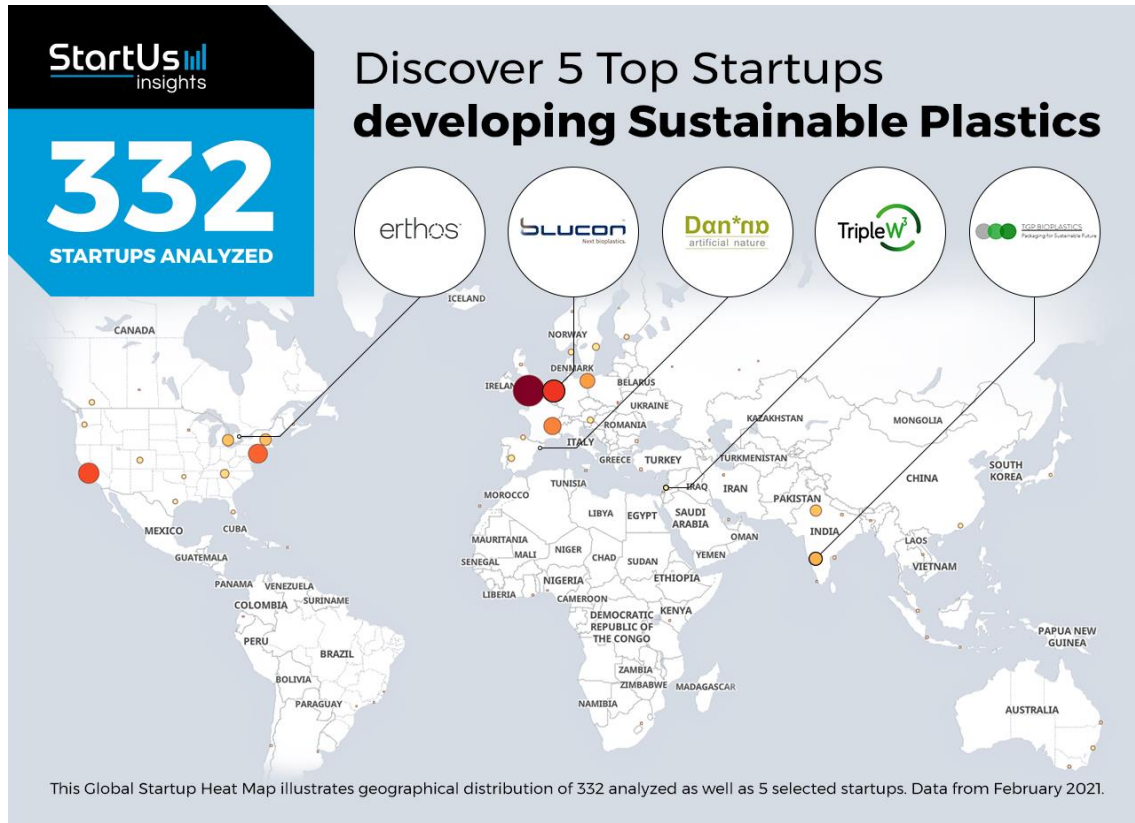 StartUs
insights
Discover 5 Top Startups
developing Sustainable Plastics
332
STARTUPS ANALYZED
erthos
BLUCON
Next bioplastics.
Dan*na
artificial nature
TripleW3
TGP BIOPLASTICS
Packaging for Sustainable Future
ICELAND
CANADA
NORWAY
DENMARK
IRELAN
BELARUS
UKRAINE
KAZAKHSTAN
MONGOLIA
ROMANIA
ITALY
GREECE
TURKEY
TURKMENISTAN
SOUTH
KOREA
CHINA
TUNISIA
IRAQ
IRAN
MOROCCO
PAKISTAN
LIBYA
EGYPT
SAUDI
ARABIA
INDIA
MEXICO
CUBA
OMAN
MAURITANIA
LAOS
GUATEMALA
MALI
NIGER
CHAD
SUDAN
YEMEN
SENEGAL
VIETNAM
PANAMA
VENEZUELA
NIGERIA
ETHIOPIA
LIBERIA
CAMEROON
COLOMBIA
SURINAME
KENYA
DEMOCRATIC
REPUBLIC OF
THE CONGO
PERU
PAPUA NEW
GUINEA
BRAZIL
BOLIVIA
ZAMBIA
ZIMBABWE
MADAGASCAR
PARAGUAY
NAMIBIA
AUSTRALIA
This Global Startup Heat Map illustrates geographical distribution of 332 analyzed as well as 5 selected startups. Data from February 2021.